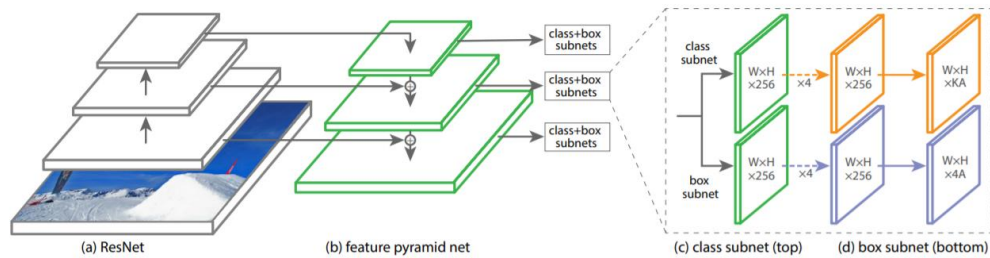 class+box
subnets
class+box
subnets
class+box
subnets
class
subnet
box
subnet
W×H
×256
×4
W×H
×256
W×H
×KA
W×H
×256
×4
W×H
×256
W×H
×4A
(a) ResNet
(b) feature pyramid net
(c) class subnet (top)
(d) box subnet (bottom)